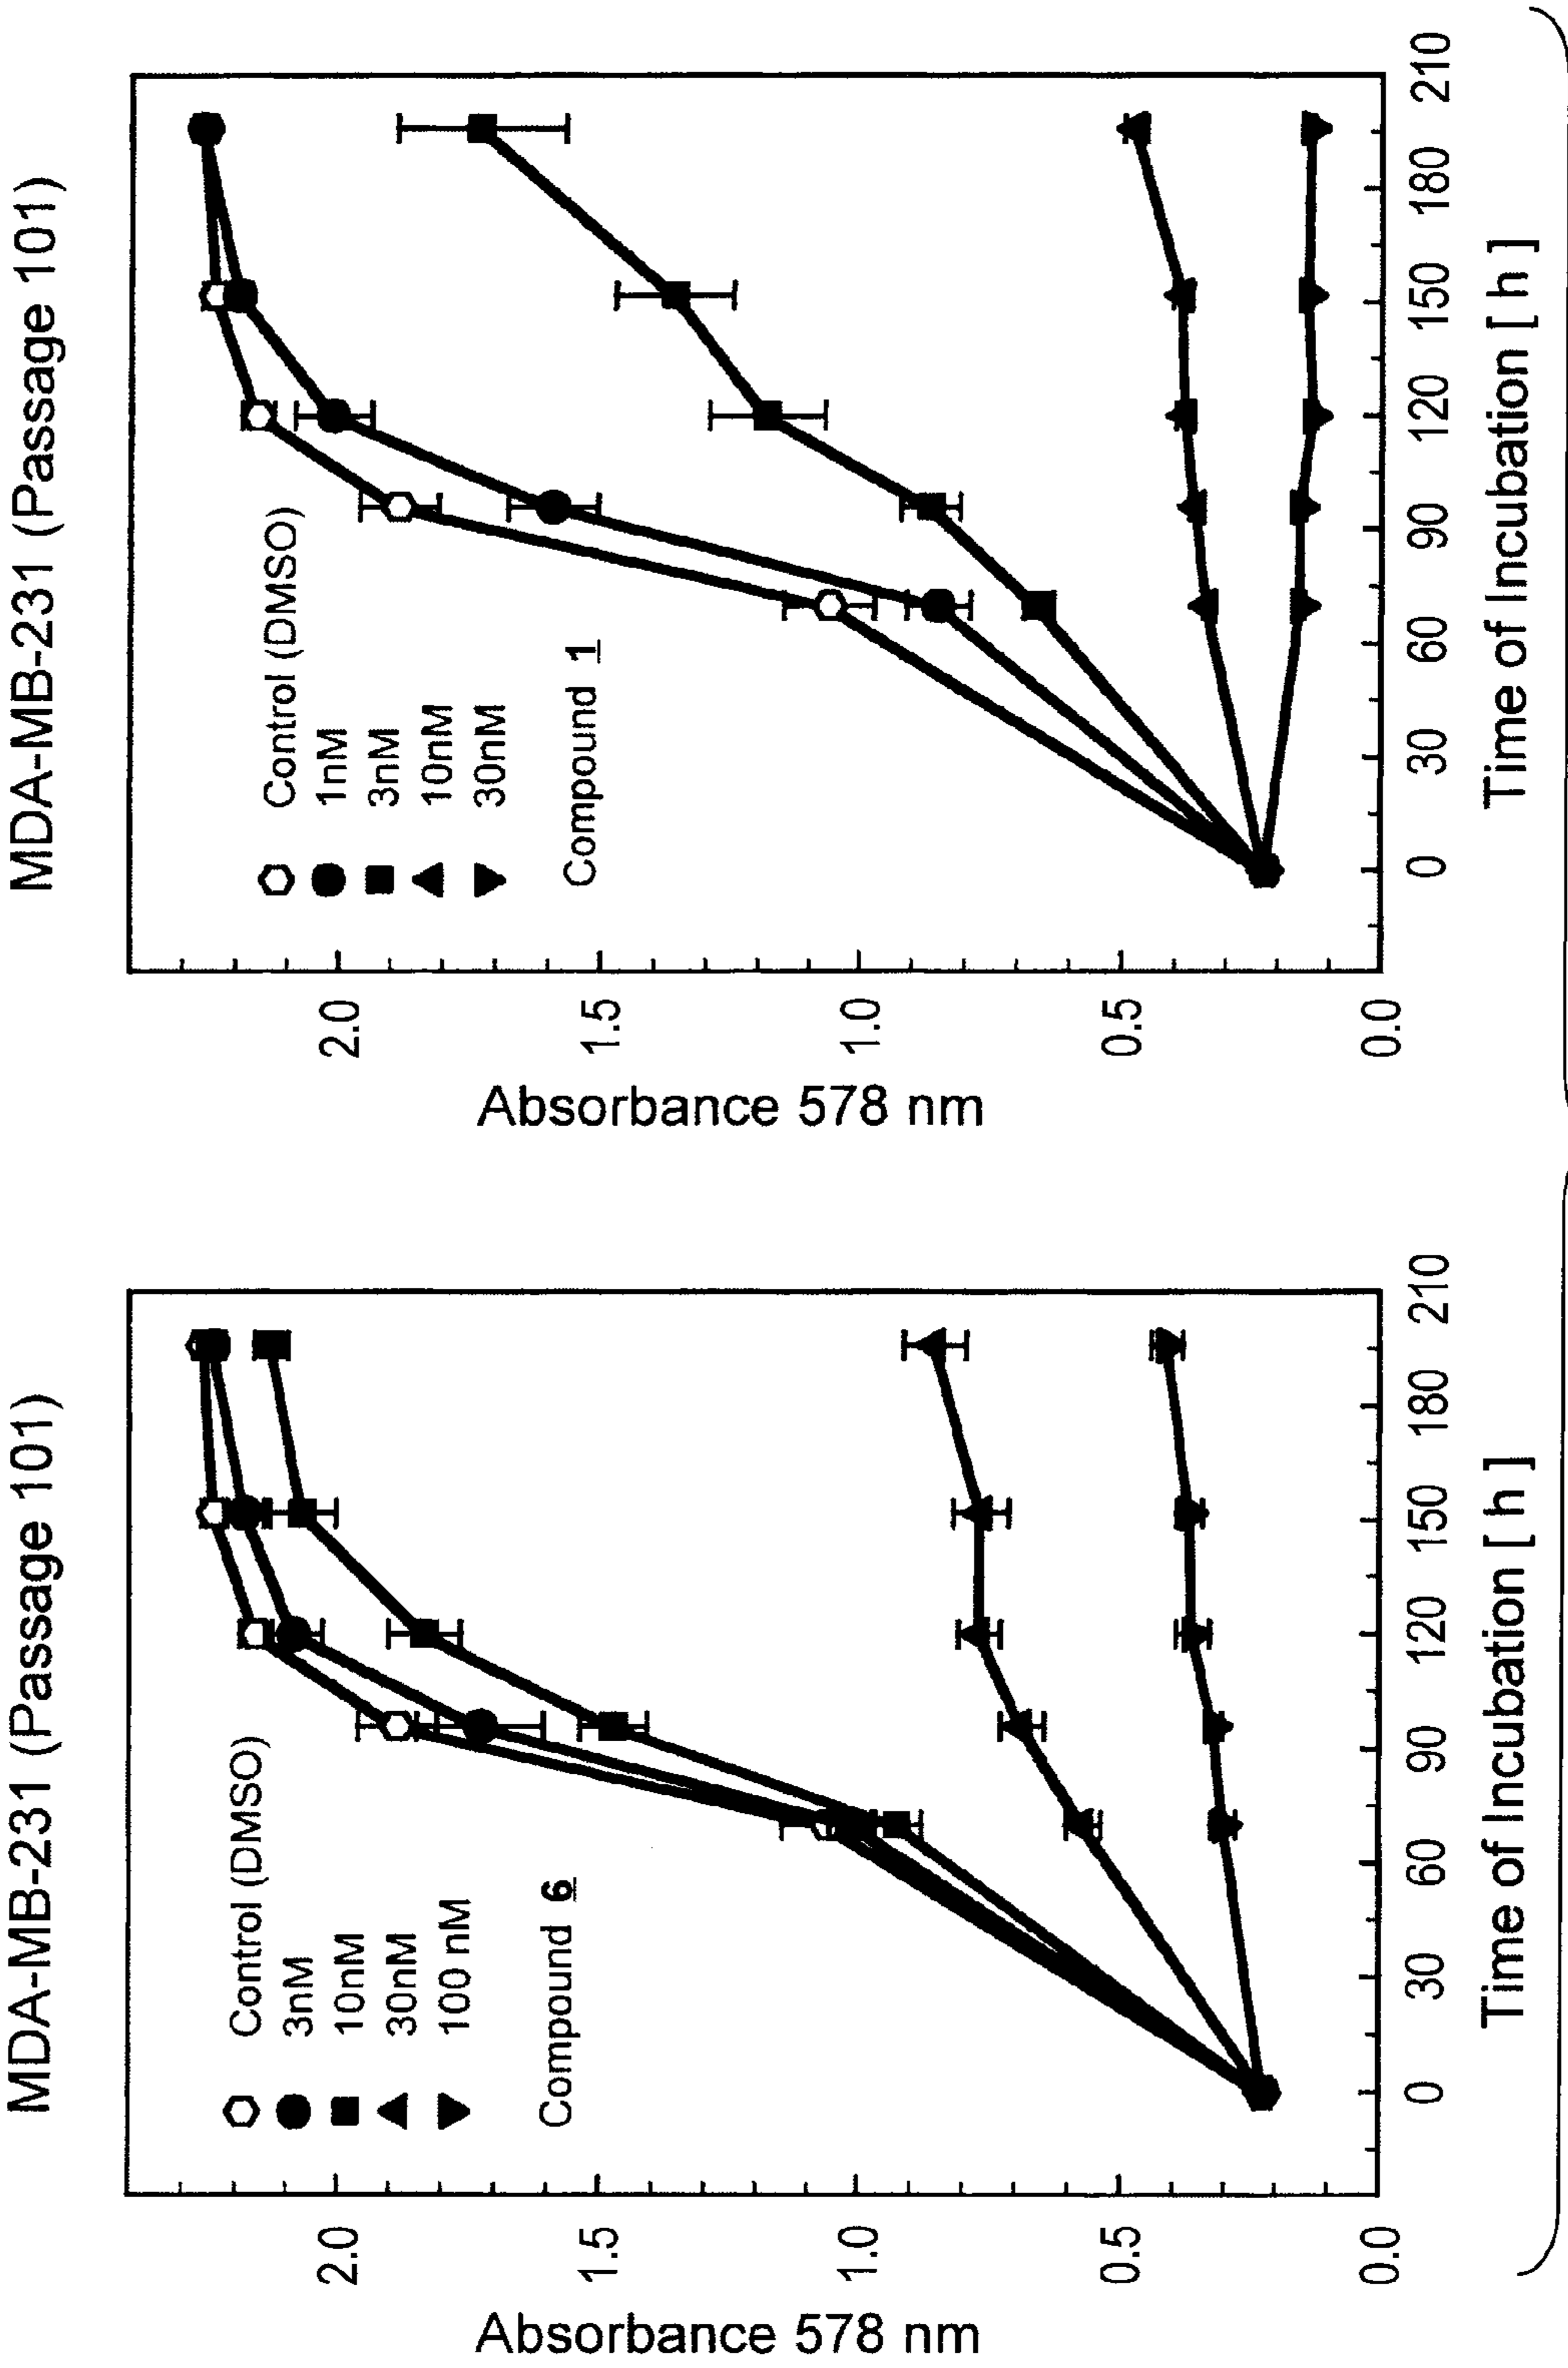 MDA-MB-231 (Passage 101)
Absorbance 578 nm
2.0
1.5
1.0
0.5
0.0
Control (DMSO)
3nM
10nM
30nM
100 nM
Compound 6
0 30 60 90 120 150 180 210
Time of Incubation [ h ]
MDA-MB-231 (Passage 101)
Absorbance 578 nm
2.0
1.5
1.0
0.5
0.0
Control (DMSO)
1nM
3nM
10nM
30nM
Compound 1
0 30 60 90 120 150 180 210
Time of Incubation [ h ]